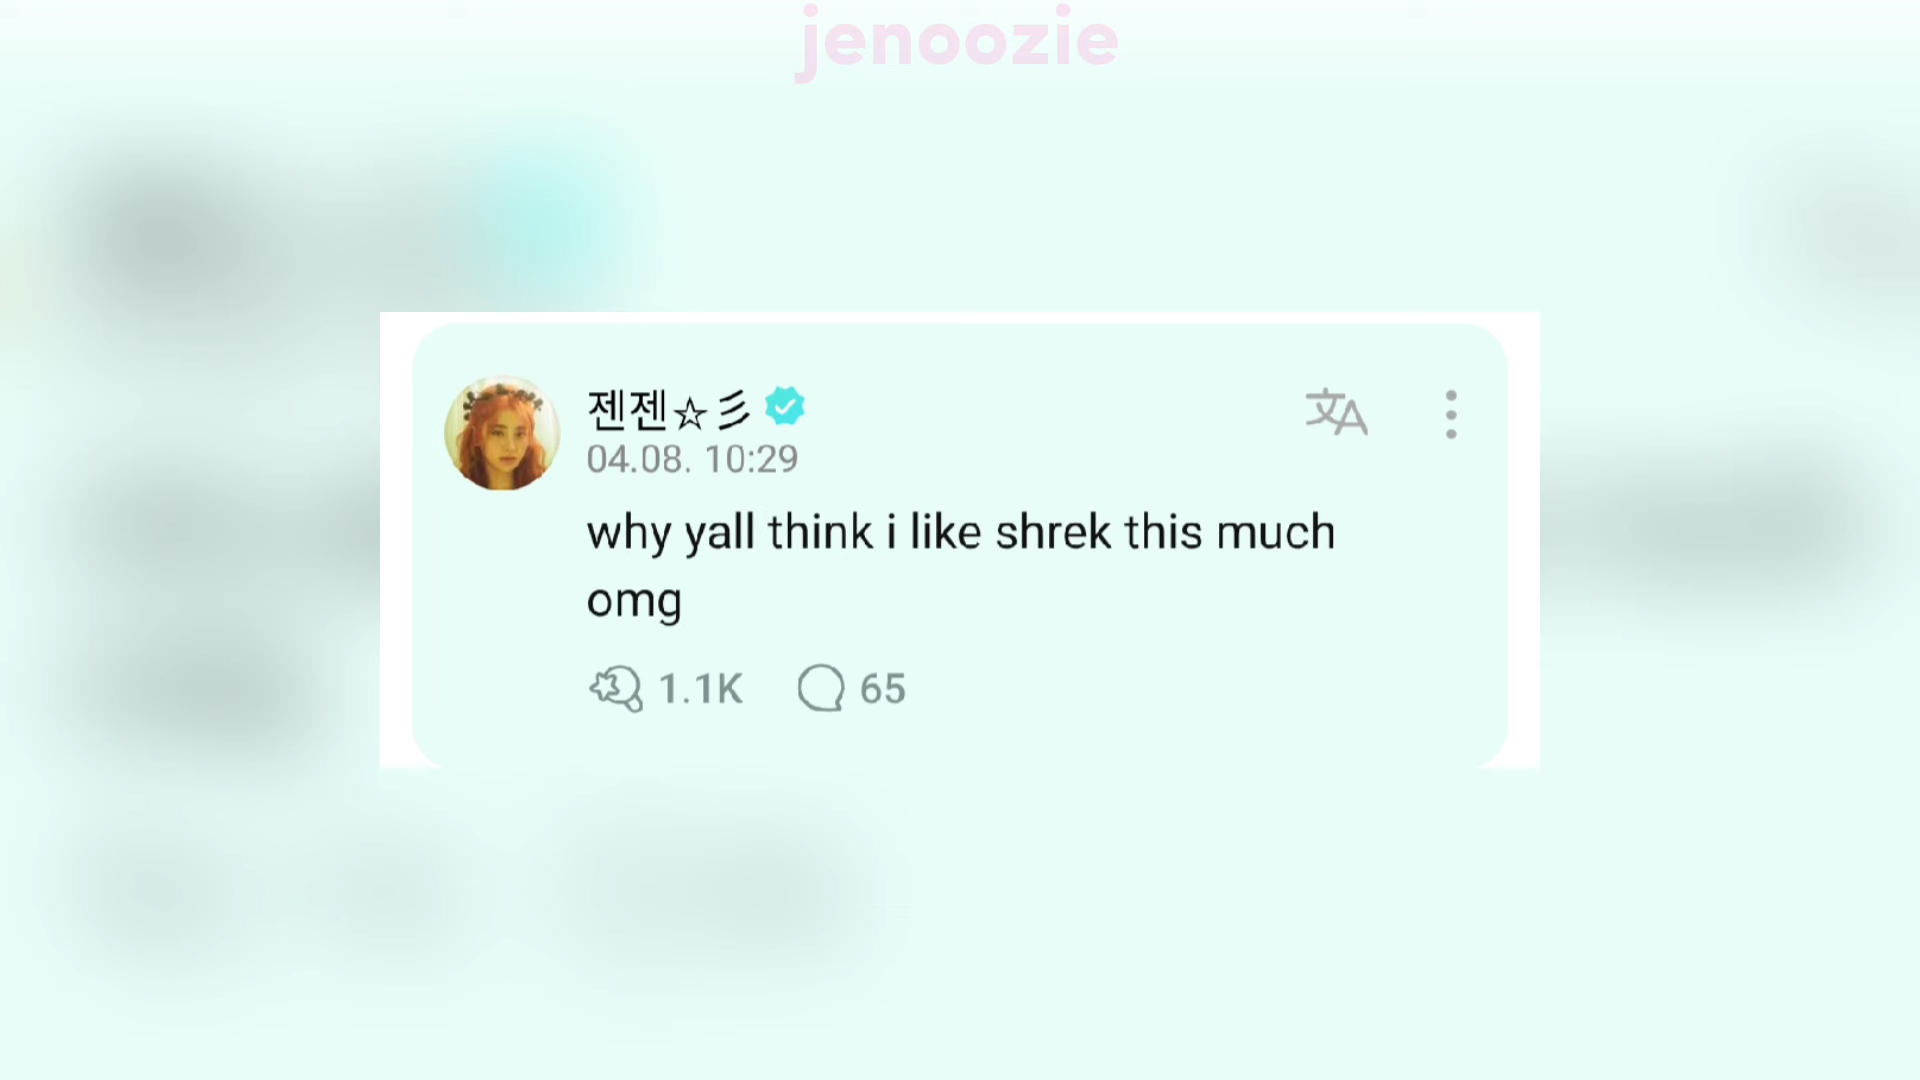 jenoozie
젠젠☆彡
04.08. 10:29
why yall think i like shrek this much
omg
1.1K 65